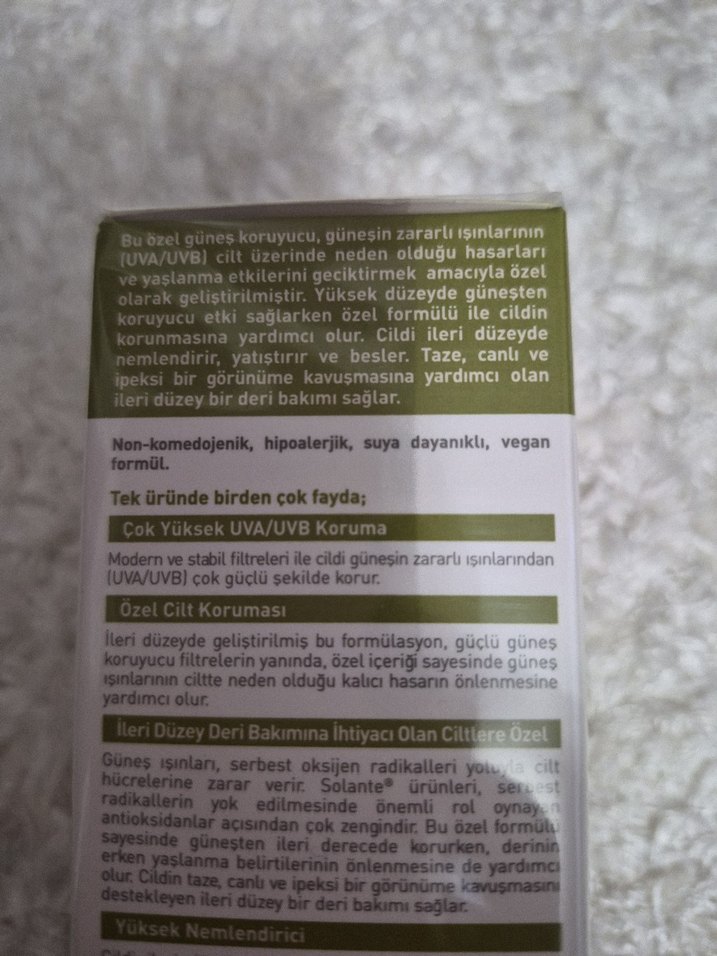 Bu özel güneş koruyucu, güneşin zararlı ışınlarının
(UVA/UVB) cilt üzerinde neden olduğu hasarları
ve yaşlanma etkilerini geciktirmek amacıyla özel
olarak geliştirilmiştir. Yüksek düzeyde güneşten
koruyucu etki sağlarken özel formülü ile cildin
korunmasına yardımcı olur. Cildi ileri düzeyde
nemlendirir, yatıştırır ve besler. Taze, canlı ve
ipeksi bir görünüme kavuşmasına yardımcı olan
ileri düzey bir deri bakımı sağlar.
Non-komedojenik, hipoalerjik, suya dayanıklı, vegan
formül.
Tek üründe birden çok fayda;
Çok Yüksek UVA/UVB Koruma
Modern ve stabil filtreleri ile cildi güneşin zararlı ışınlarından
(UVA/UVB) çok güçlü şekilde korur.
Özel Cilt Koruması
İleri düzeyde geliştirilmiş bu formülasyon, güçlü güneş
koruyucu filtrelerin yanında, özel içeriği sayesinde güneş
ışınlarının ciltte neden olduğu kalıcı hasarın önlenmesine
yardımcı olur.
İleri Düzey Deri Bakımına İhtiyacı Olan Ciltlere Özel
Güneş ışınları, serbest oksijen radikalleri yoluyla cilt
hücrelerine zarar verir. Solante® ürünleri, serbest
radikallerin yok edilmesinde önemli rol oynayan
antioksidanlar açısından çok zengindir. Bu özel formülü
sayesinde güneşten ileri derecede korurken, derinin
erken yaşlanma belirtilerinin önlenmesine de yardımcı
olur. Cildin taze, canlı ve ipeksi bir görünüme kavuşmasını
destekleyen ileri düzey bir deri bakımı sağlar.
Yüksek Nemlendirici